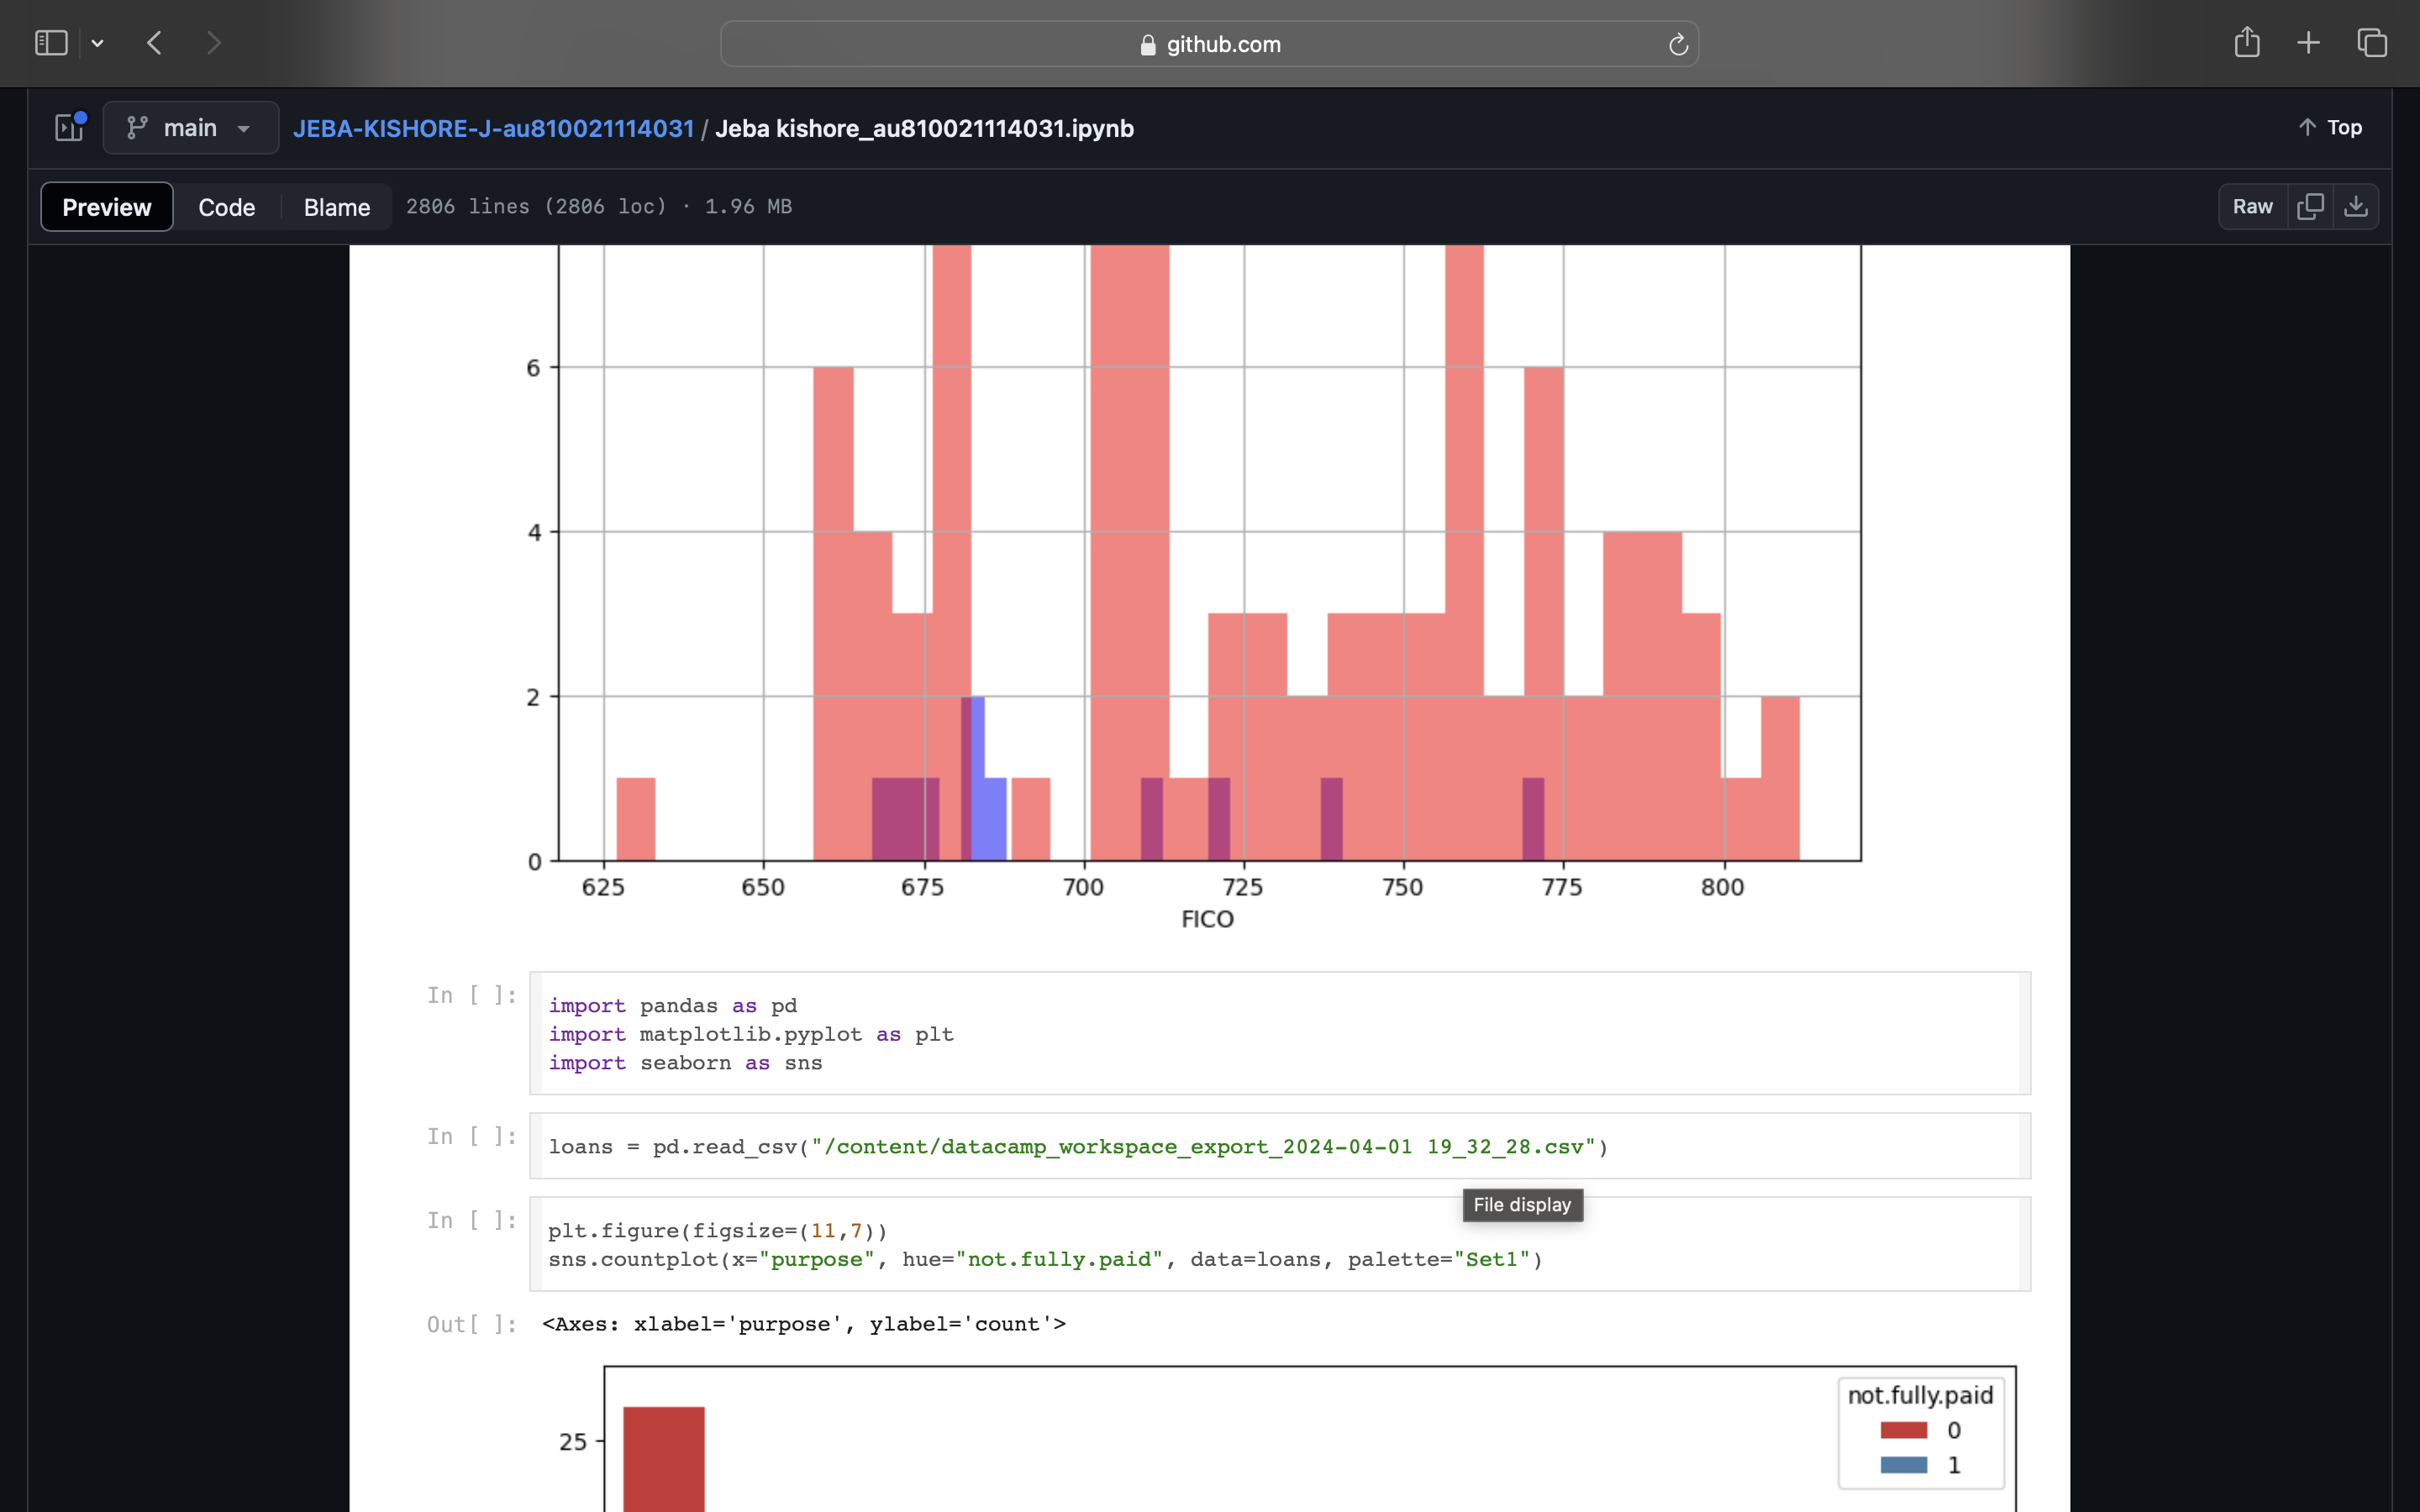 github.com
main
JEBA-KISHORE-J-au810021114031 / Jeba kishore_au810021114031.ipynb
Top
Preview
Code
Blame
2806 lines (2806 loc) · 1.96 MB
Raw
6
4
2
0
625 650 675 700 725 750 775 800
FICO
In [ ]:
import pandas as pd
import matplotlib.pyplot as plt
import seaborn as sns
In [ ]:
loans = pd.read_csv("/content/datacamp_workspace_export_2024-04-01 19_32_28.csv")
File display
In [ ]:
plt.figure(figsize=(11,7))
sns.countplot(x="purpose", hue="not.fully.paid", data=loans, palette="Set1")
Out[ ]:
<Axes: xlabel='purpose', ylabel='count'>
not.fully.paid
0
1
25